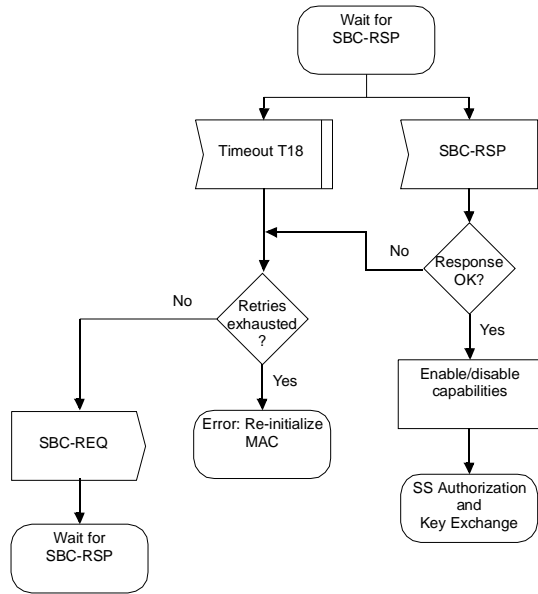 Wait for
SBC-RSP
Timeout T18
SBC-RSP
No
Response
OK?
No
Retries
exhausted
?
Yes
Yes
Enable/disable
capabilities
SBC-REQ
Error: Re-initialize
MAC
SS Authorization
and
Key Exchange
Wait for
SBC-RSP